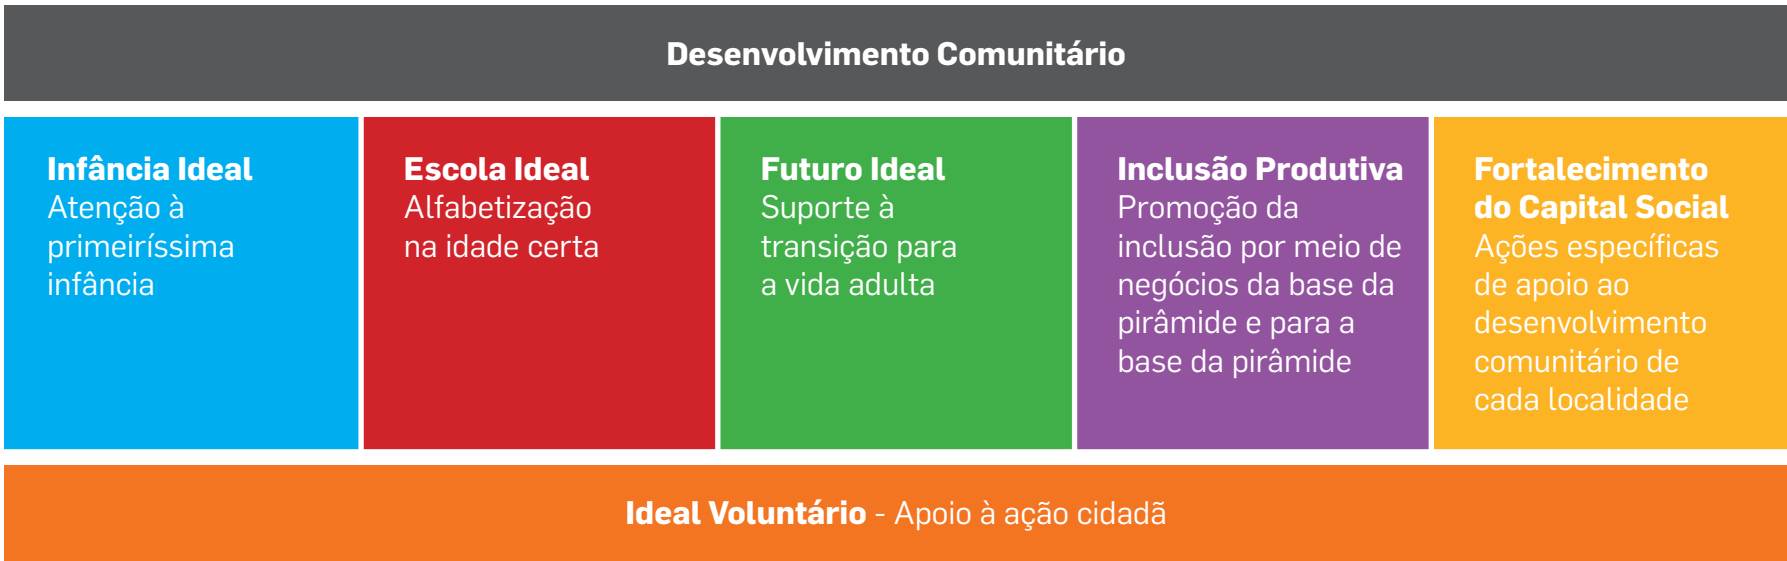 Desenvolvimento Comunitário
Infância Ideal
Atenção à
primeiríssima
infância
Escola Ideal
Alfabetização
na idade certa
Futuro Ideal
Suporte à
transição para
a vida adulta
Inclusão Produtiva
Promoção da
inclusão por meio de
negócios da base da
pirâmide e para a
base da pirâmide
Fortalecimento
do Capital Social
Ações específicas
de apoio ao
desenvolvimento
comunitário de
cada localidade
Ideal Voluntário - Apoio à ação cidadã